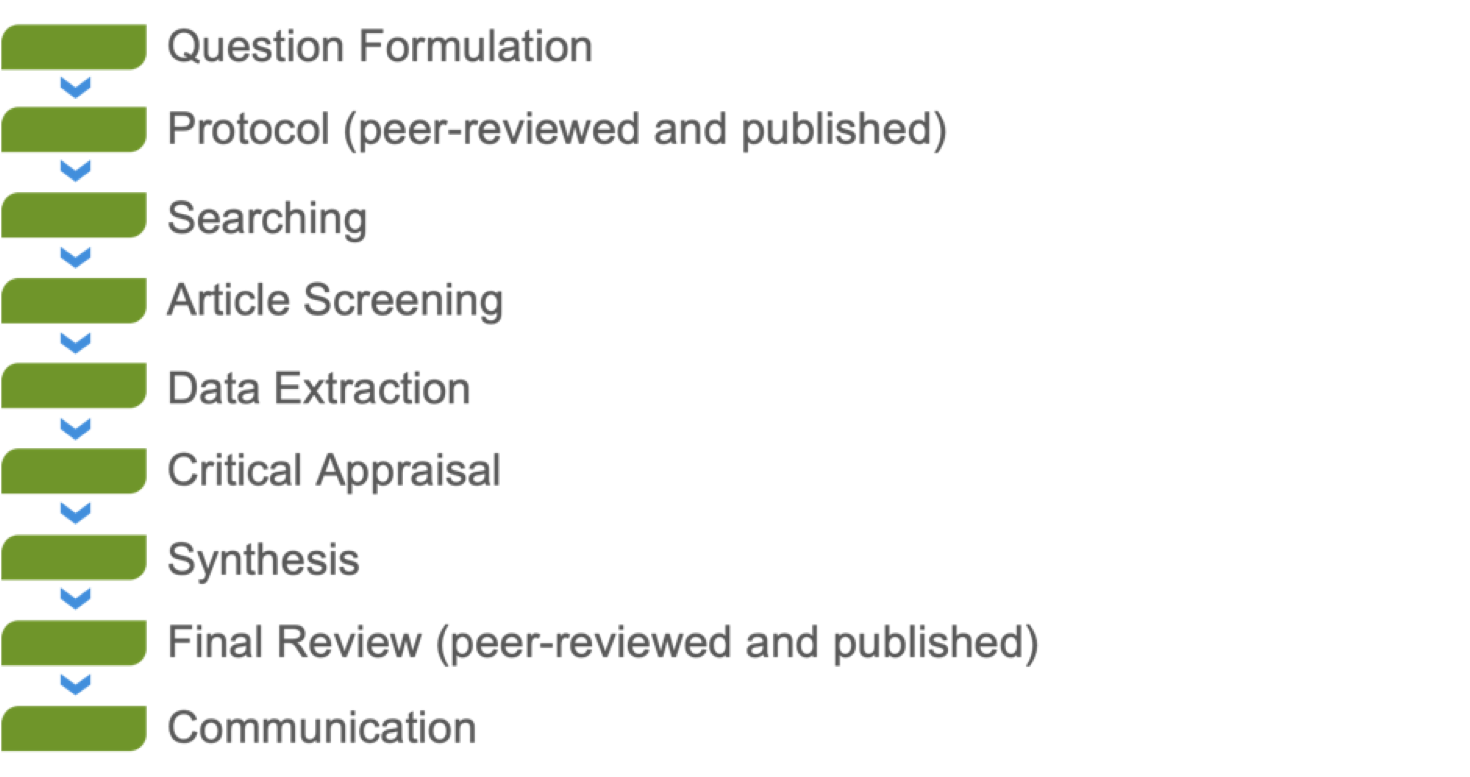 Question Formulation
Protocol (peer-reviewed and published)
Searching
Article Screening
Data Extraction
Critical Appraisal
Synthesis
Final Review (peer-reviewed and published)
Communication